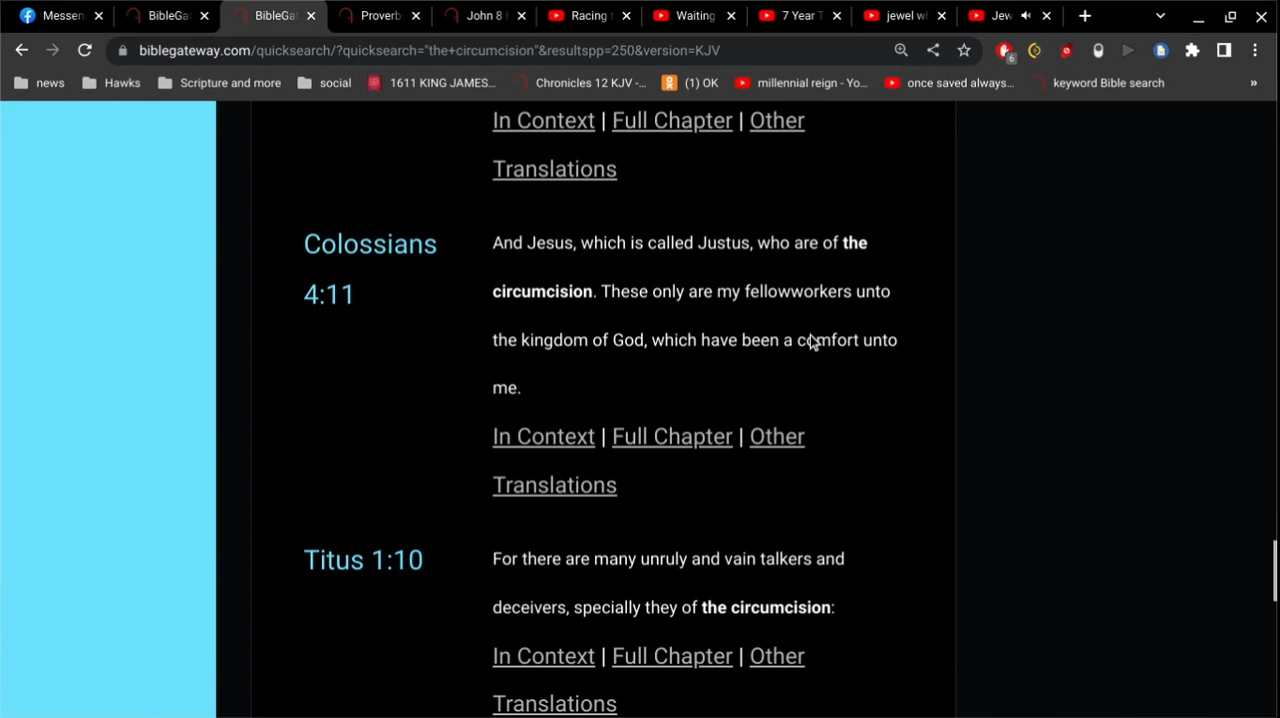 Messen
BibleGa
BibleGa
Proverb
John 8
Racing
Waiting
7 Year T
jewel w
Jew
biblegateway.com/quicksearch/?quicksearch="the+circumcision"&resultspp=250&version=KJV
6
news
Hawks
Scripture and more
social
1611 KING JAMES...
Chronicles 12 KJV -...
(1) OK
millennial reign - Yo...
once saved always...
keyword Bible search
»
In Context | Full Chapter | Other
Translations
Colossians
4:11
And Jesus, which is called Justus, who are of the
circumcision. These only are my fellowworkers unto
the kingdom of God, which have been a comfort unto
me.
In Context | Full Chapter | Other
Translations
Titus 1:10
For there are many unruly and vain talkers and
deceivers, specially they of the circumcision:
In Context | Full Chapter | Other
Translations